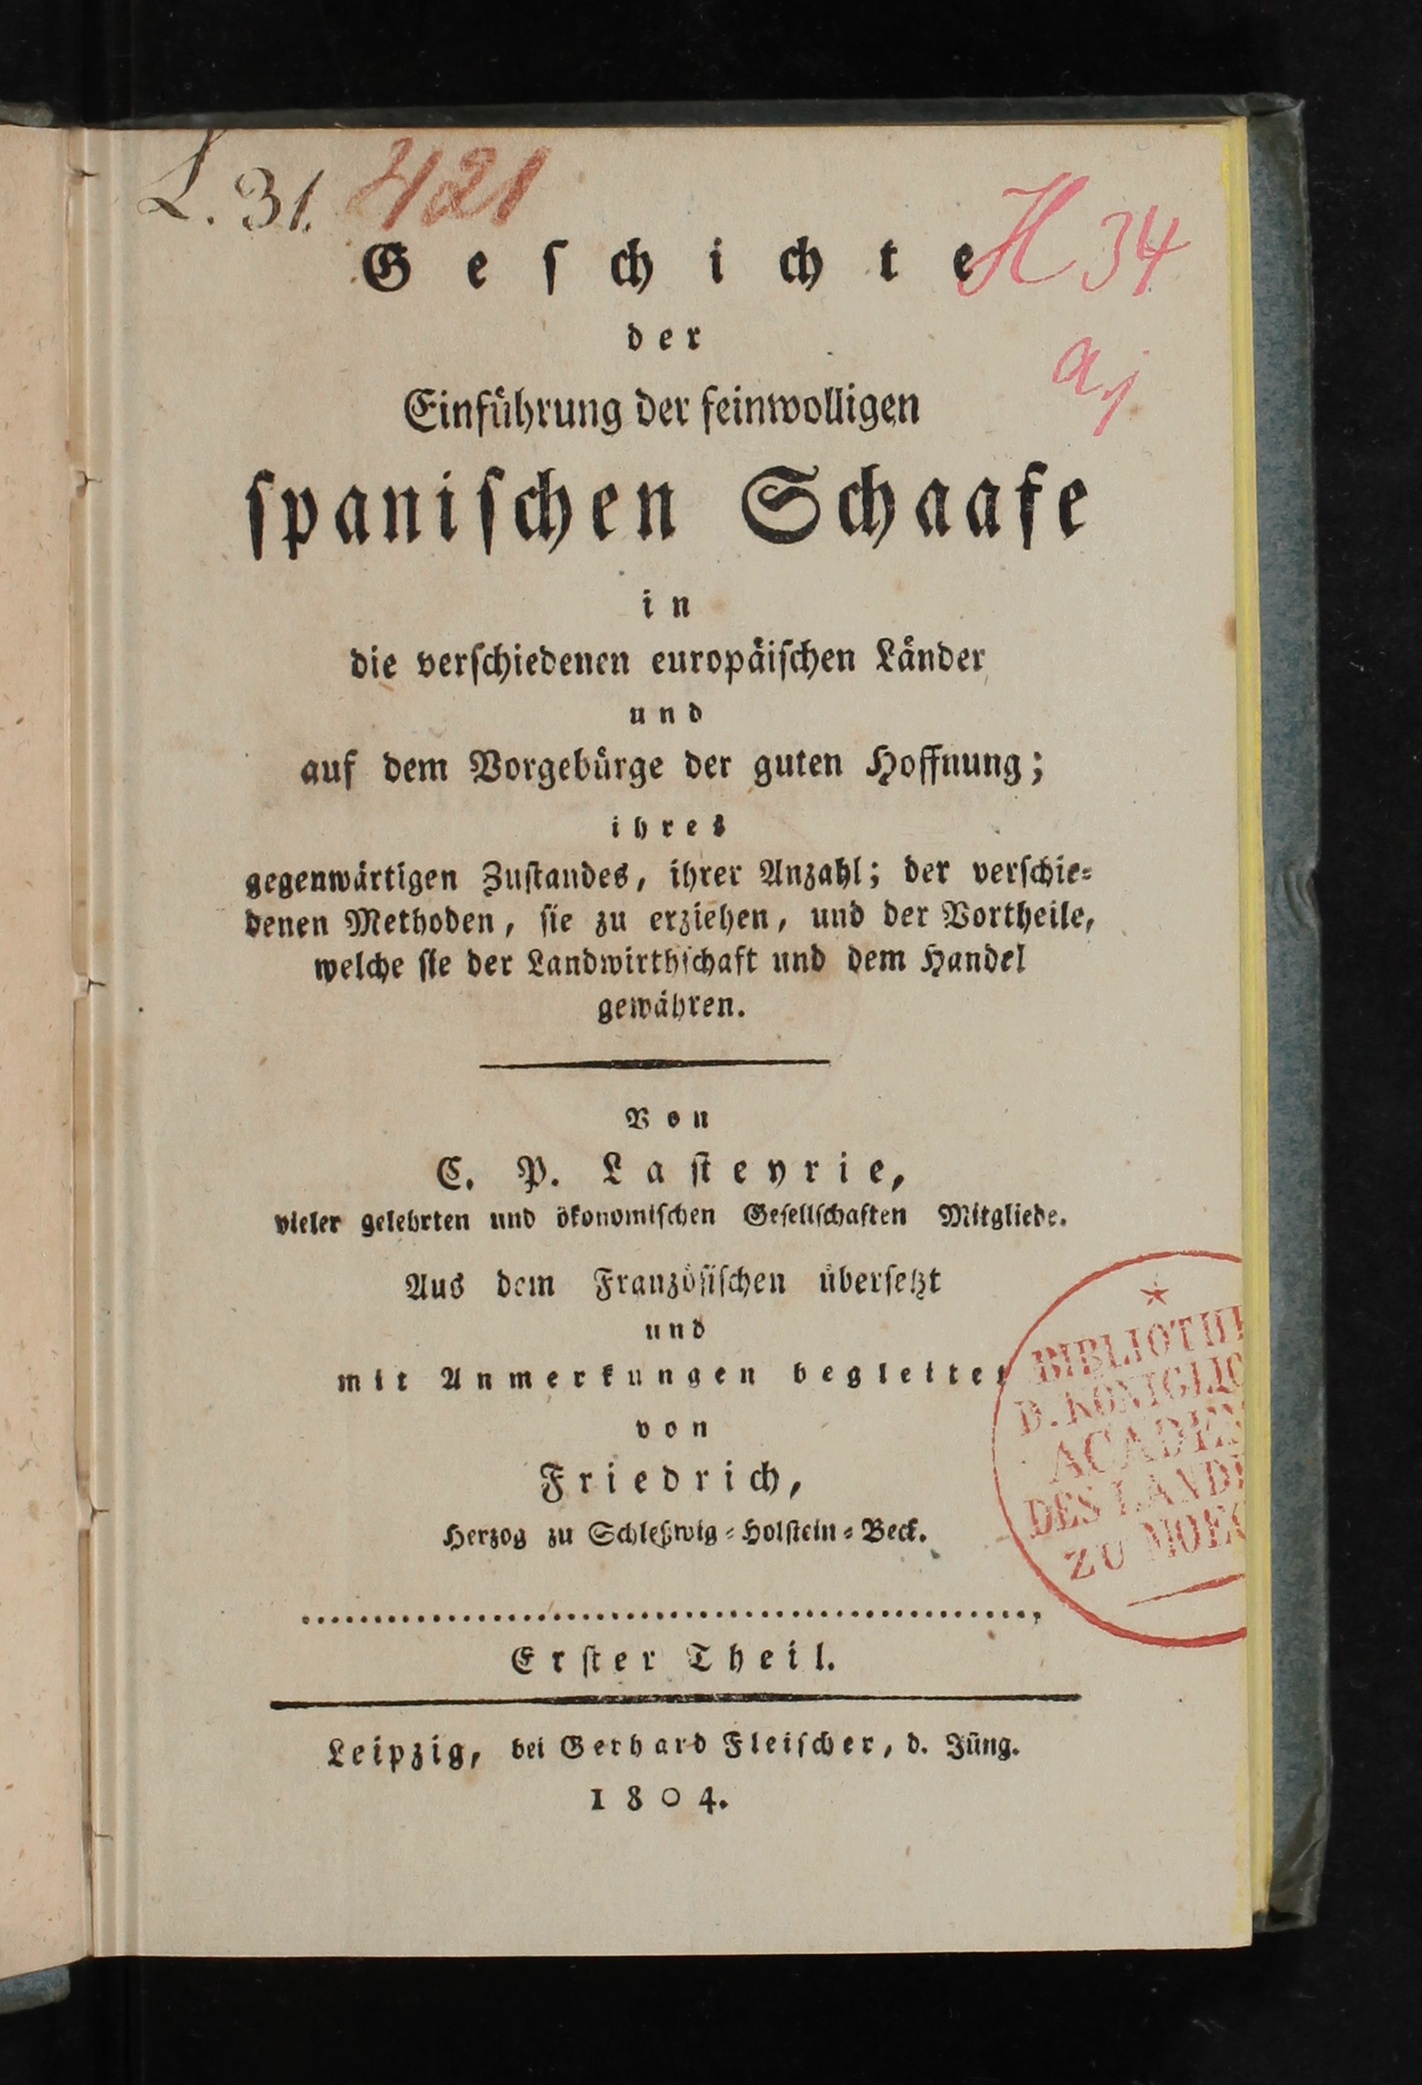 L. 31. 421
H 34
a,
Geschichte
der
Einführung der feinwolligen
spanischen Schaafe
in
die verschiedenen europäischen Länder
und
auf dem Vorgebürge der guten Hoffnung;
ihres
gegenwärtigen Zustandes, ihrer Anzahl; der verschie-
denen Methoden, sie zu erziehen, und der Vortheile,
welche sie der Landwirthschaft und dem Handel
gewähren.
Von
C. P. Lasteyrie,
vieler gelehrten und ökonomischen Gesellschaften Mitgliede.
Aus dem Französischen übersetzt
und
mit Anmerkungen begleitet
von
Friedrich,
Herzog zu Schleßwig-Holstein-Beck.
BIBLIOTH
D. KÖNIGLIC
ACADEM
DES LAND
ZU MOEG
Erster Theil.
Leipzig, bei Gerhard Fleischer, d. Jüng.
1804.